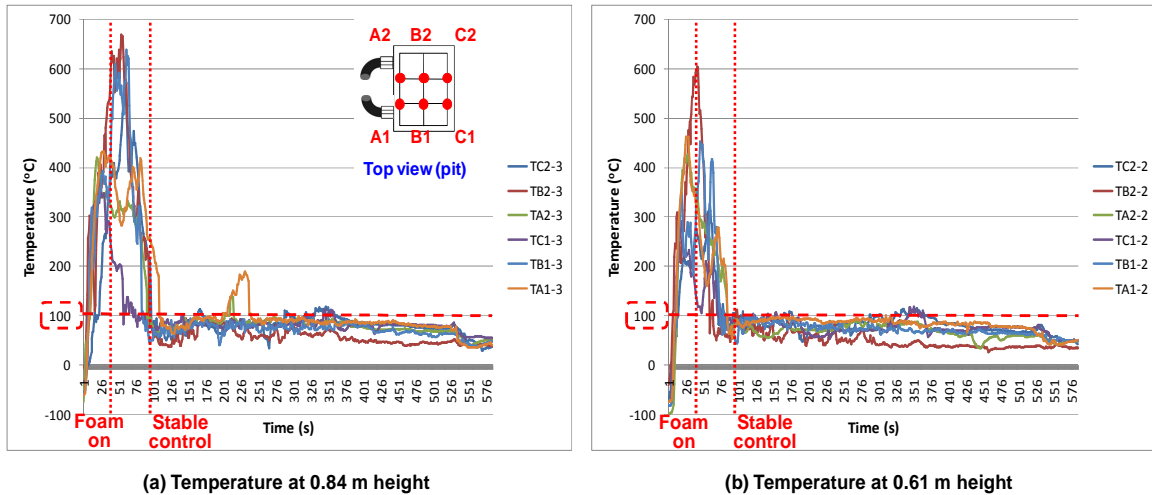 700
600
500
400
300
200
100
0
-100
Temperature (°C)
A2 B2 C2
A1 B1 C1
Top view (pit)
TC2-3
TB2-3
TA2-3
TC1-3
TB1-3
TA1-3
1 26 51 76 101 126 151 176 201 226 251 276 301 326 351 376 401 426 451 476 501 526 551 576
Foam on
Stable control
Time (s)
(a) Temperature at 0.84 m height
700
600
500
400
300
200
100
0
-100
Temperature (°C)
TC2-2
TB2-2
TA2-2
TC1-2
TB1-2
TA1-2
1 26 51 76 101 126 151 176 201 226 251 276 301 326 351 376 401 426 451 476 501 526 551 576
Foam on
Stable control
Time (s)
(b) Temperature at 0.61 m height